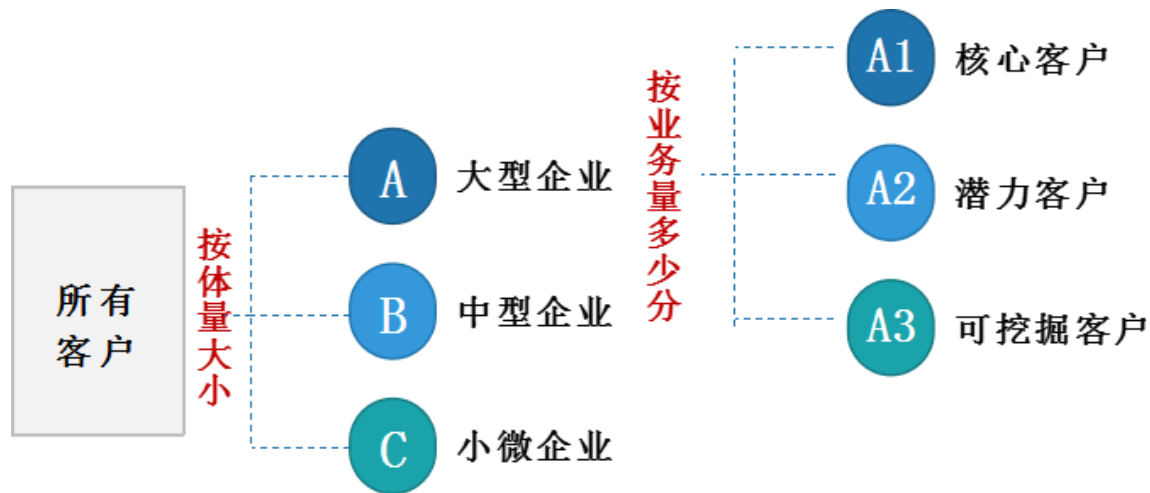 所有
客户
按体量大小
A
大型企业
B
中型企业
C
小微企业
按业务量多少分
A1
核心客户
A2
潜力客户
A3
可挖掘客户